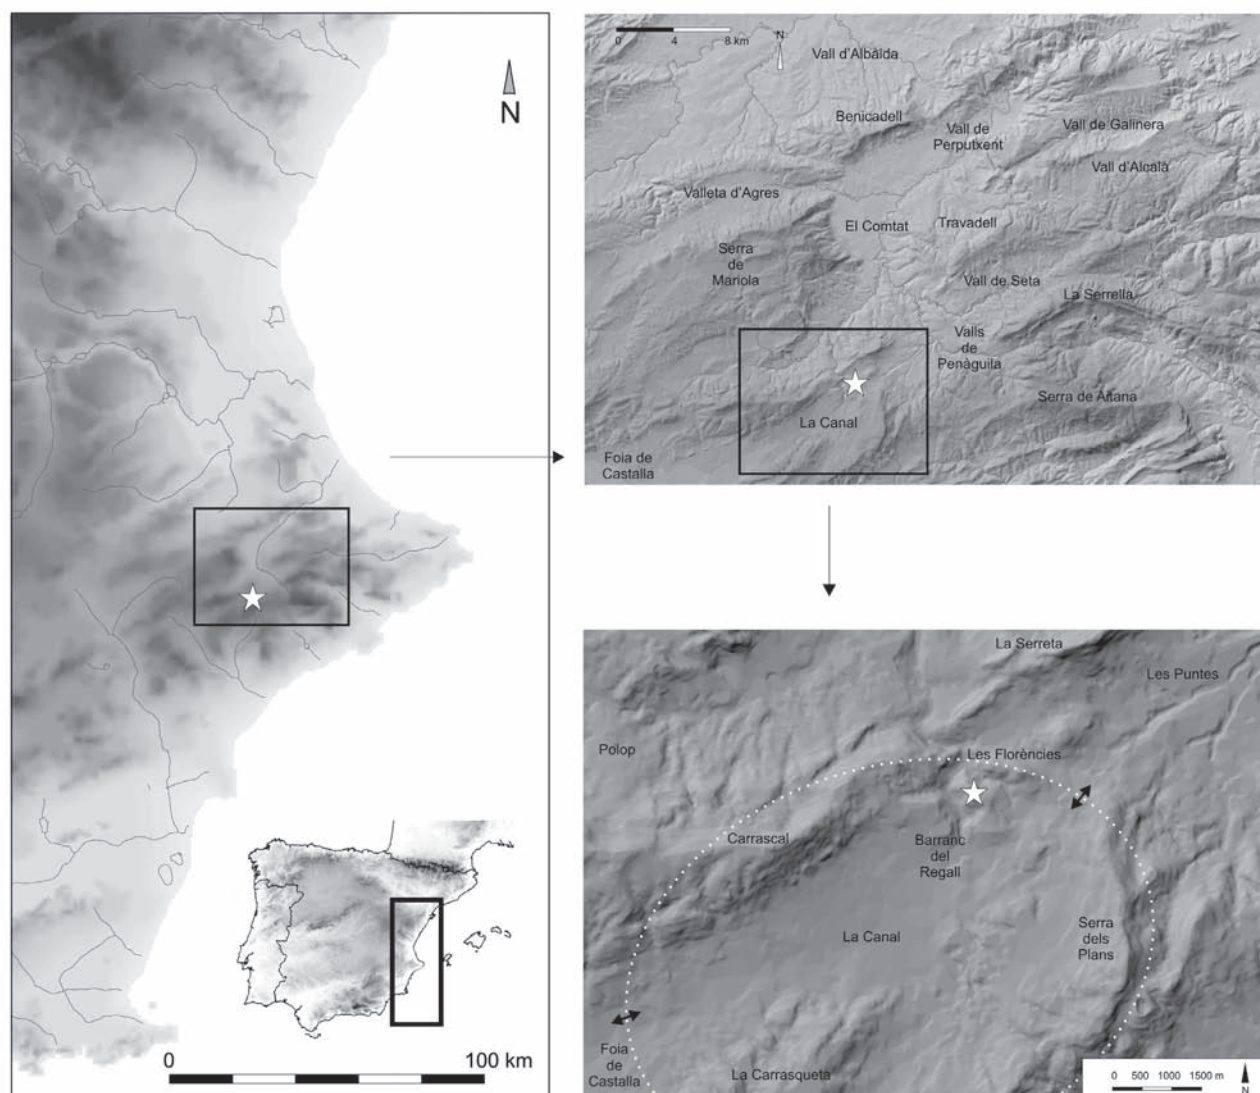 N
0
100 km
0
4
8 km
N
Vall d'Albàida
Benicadell
Vall de
Perputxent
Vall de Galinera
Vall d'Alcalà
Valleta d'Agres
El Comtat
Travadell
Serra
de
Mariola
Vall de Seta
La Serrella
Valls
de
Penàguila
Serra de Aitana
La Canal
Foia de
Castalla
La Serreta
Les Puntes
Polop
Les Florències
Carrascal
Barranc
del
Regall
La Canal
Serra
dels
Plans
Foia
de
Castalla
La Carrasqueta
0 500 1000 1500 m
N